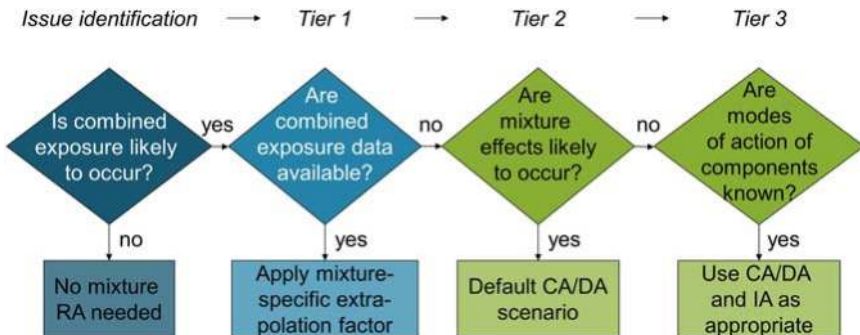 Issue identification → Tier 1 → Tier 2 → Tier 3
Is combined
exposure likely
to occur?
yes
Are
combined
exposure data
available?
no
Are
mixture
effects likely
to occur?
no
Are
modes
of action of
components
known?
no
yes
yes
yes
No mixture
RA needed
Apply mixture-
specific extra-
polation factor
Default CA/DA
scenario
Use CA/DA
and IA as
appropriate